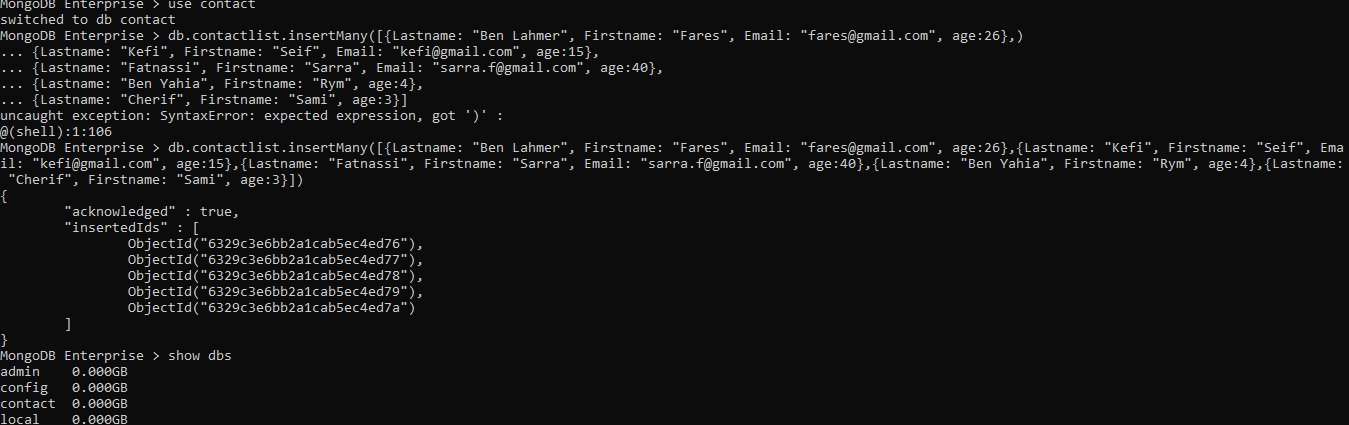 MongoDB Enterprise > use contact
switched to db contact
MongoDB Enterprise > db.contactlist.insertMany([{Lastname: "Ben Lahmer", Firstname: "Fares", Email: "fares@gmail.com", age:26},)
... {Lastname: "Kefi", Firstname: "Seif", Email: "kefi@gmail.com", age:15},
... {Lastname: "Fatnassi", Firstname: "Sarra", Email: "sarra.f@gmail.com", age:40},
... {Lastname: "Ben Yahia", Firstname: "Rym", age:4},
... {Lastname: "Cherif", Firstname: "Sami", age:3}]
uncaught exception: SyntaxError: expected expression, got ')' :
@(shell):1:106
MongoDB Enterprise > db.contactlist.insertMany([{Lastname: "Ben Lahmer", Firstname: "Fares", Email: "fares@gmail.com", age:26},{Lastname: "Kefi", Firstname: "Seif", Ema
il: "kefi@gmail.com", age:15},{Lastname: "Fatnassi", Firstname: "Sarra", Email: "sarra.f@gmail.com", age:40},{Lastname: "Ben Yahia", Firstname: "Rym", age:4},{Lastname:
 "Cherif", Firstname: "Sami", age:3}])
{
        "acknowledged" : true,
        "insertedIds" : [
                ObjectId("6329c3e6bb2a1cab5ec4ed76"),
                ObjectId("6329c3e6bb2a1cab5ec4ed77"),
                ObjectId("6329c3e6bb2a1cab5ec4ed78"),
                ObjectId("6329c3e6bb2a1cab5ec4ed79"),
                ObjectId("6329c3e6bb2a1cab5ec4ed7a")
        ]
}
MongoDB Enterprise > show dbs
admin    0.000GB
config   0.000GB
contact  0.000GB
local    0.000GB